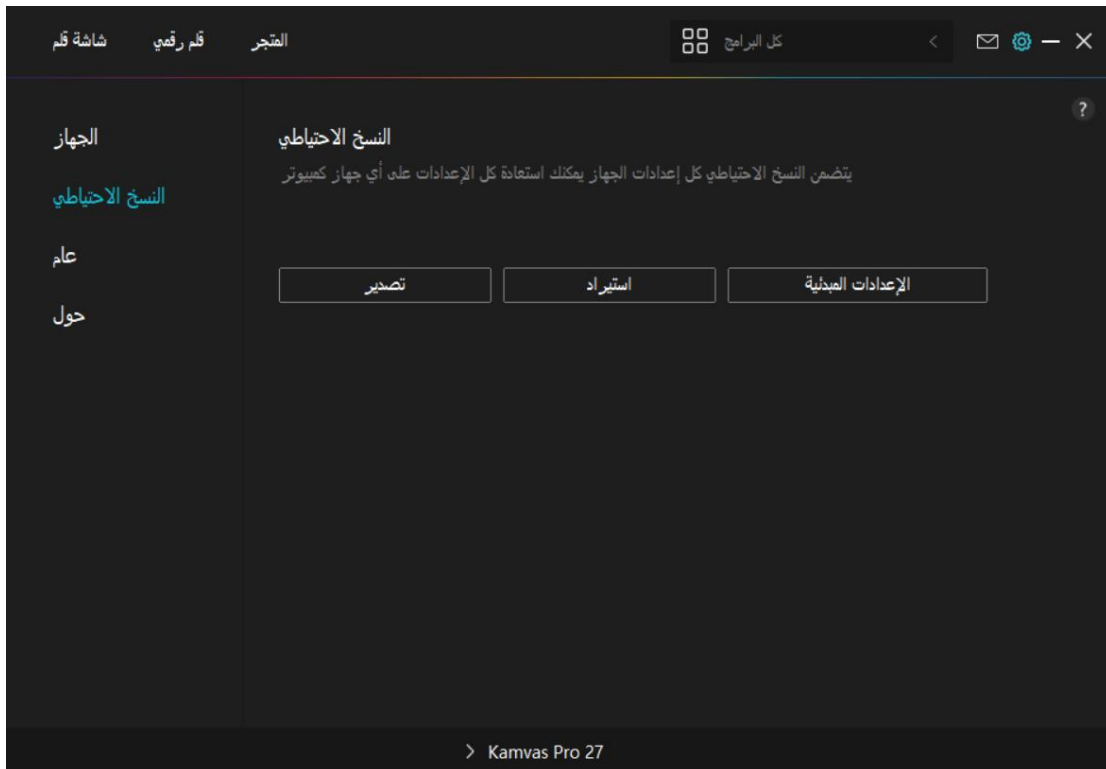 شاشة قلم
قلم رقمي
المتجر
كل البرامج
?
الجهاز
النسخ الاحتياطي
عام
حول
النسخ الاحتياطي
يتضمن النسخ الاحتياطي كل إعدادات الجهاز يمكنك استعادة كل الإعدادات على أي جهاز كمبيوتر
تصدير
استيراد
الإعدادات المبدئية
Kamvas Pro 27